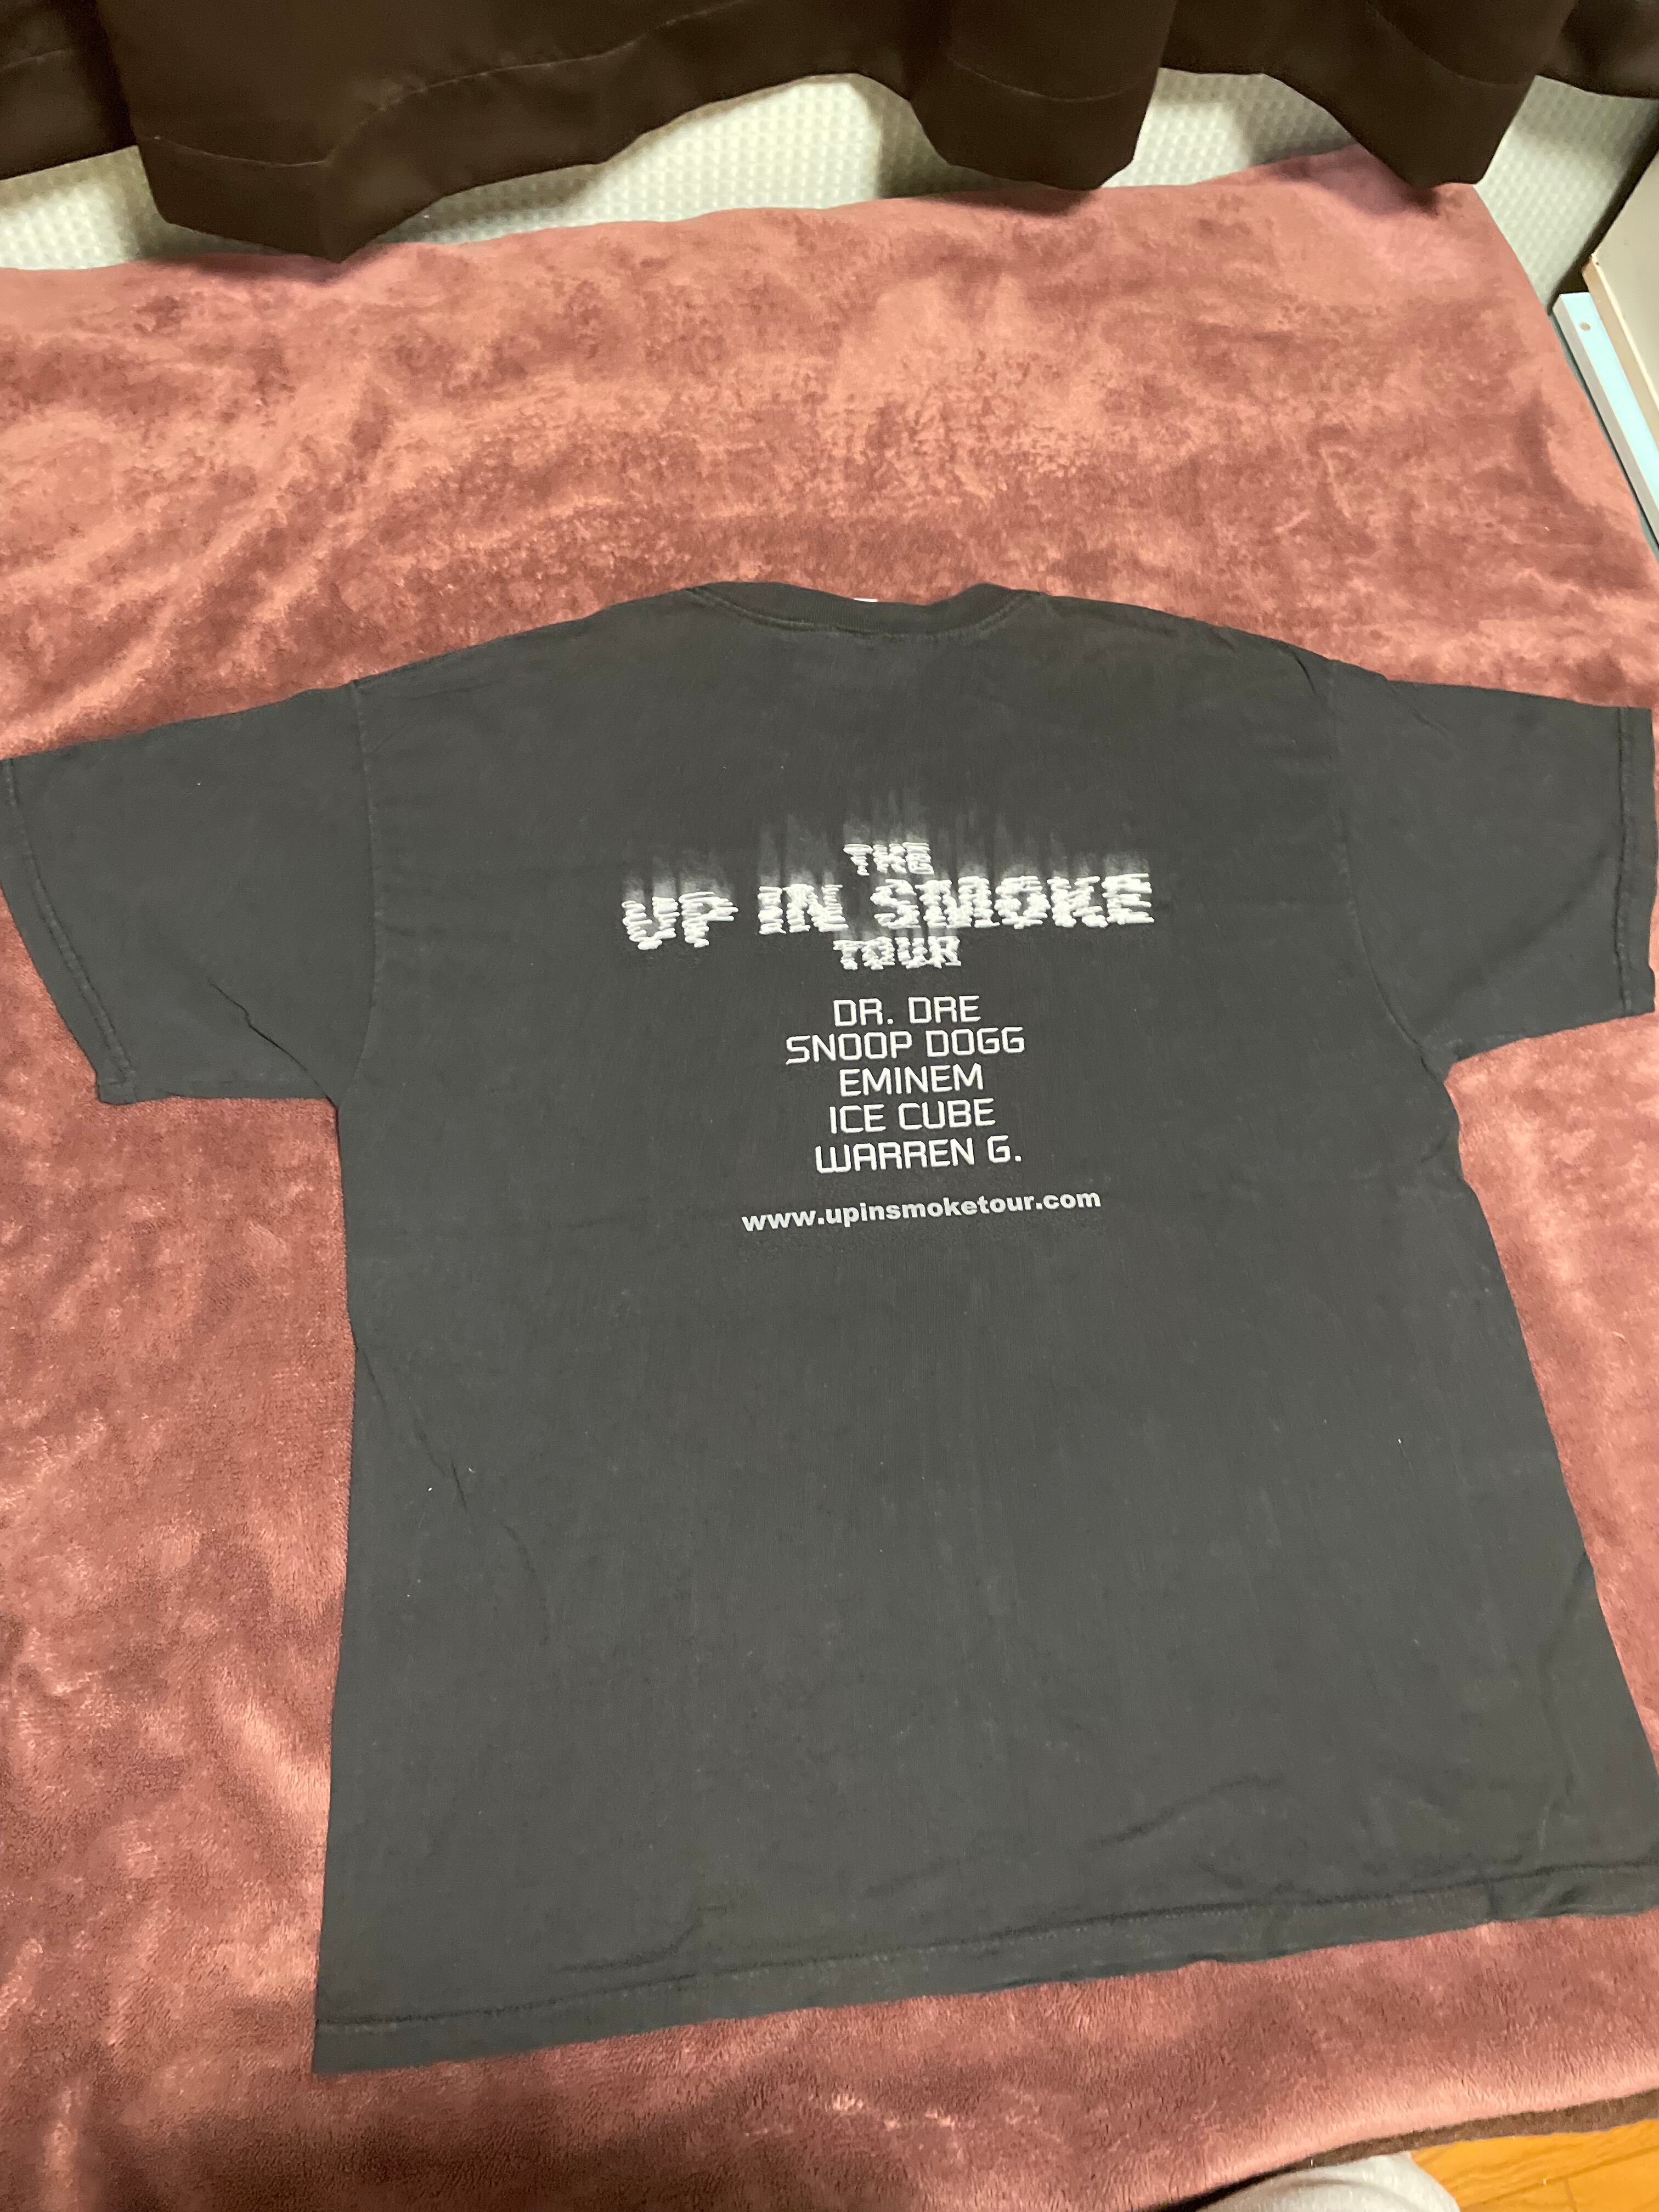 THE
UP IN SMOKE
TOUR
DR. DRE
SNOOP DOGG
EMINEM
ICE CUBE
WARREN G.
www.upinsmoketour.com